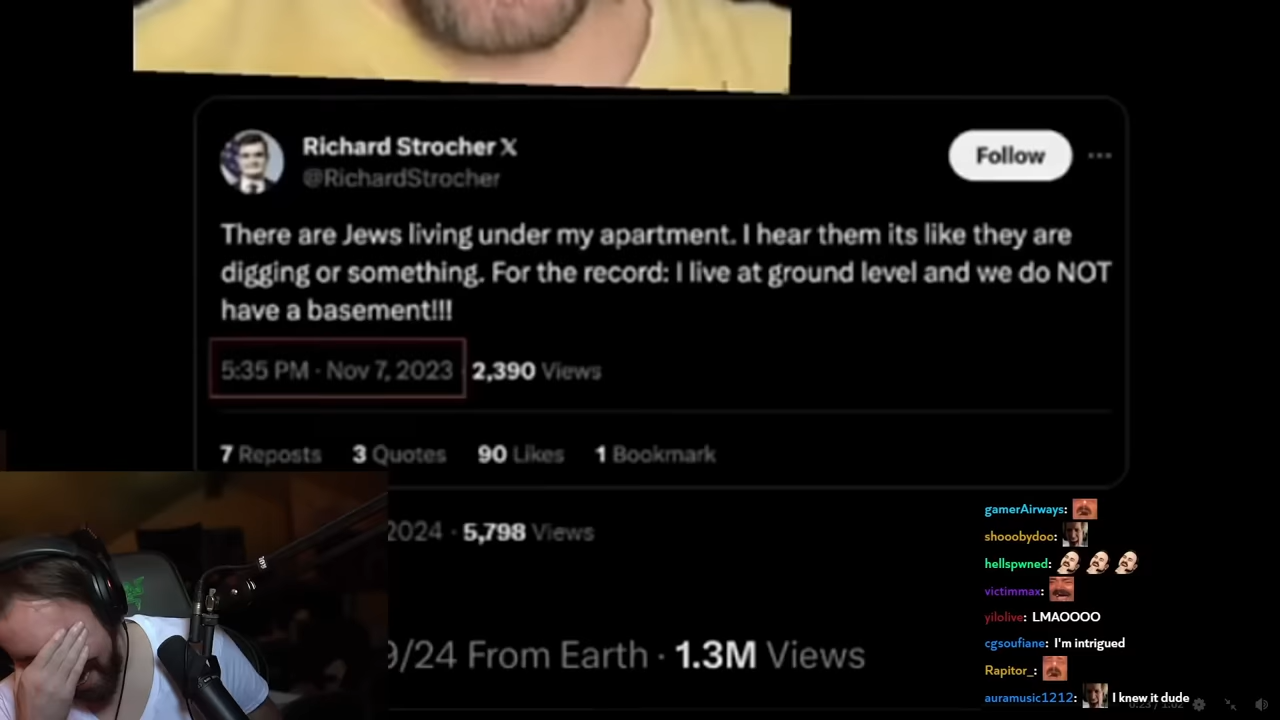 Richard Strocher X
@RichardStrocher
Follow
There are Jews living under my apartment. I hear them its like they are
digging or something. For the record: I live at ground level and we do NOT
have a basement!!!
5:35 PM · Nov 7, 2023 2,390 Views
7 Reposts 3 Quotes 90 Likes 1 Bookmark
2024 · 5,798 Views
9/24 From Earth · 1.3M Views
gamerAirways:
shooobydoo:
hellspwned:
victimmax:
yilolive: LMAOOOO
cgsoufiane: I'm intrigued
Rapitor_:
auramusic1212: I knew it dude